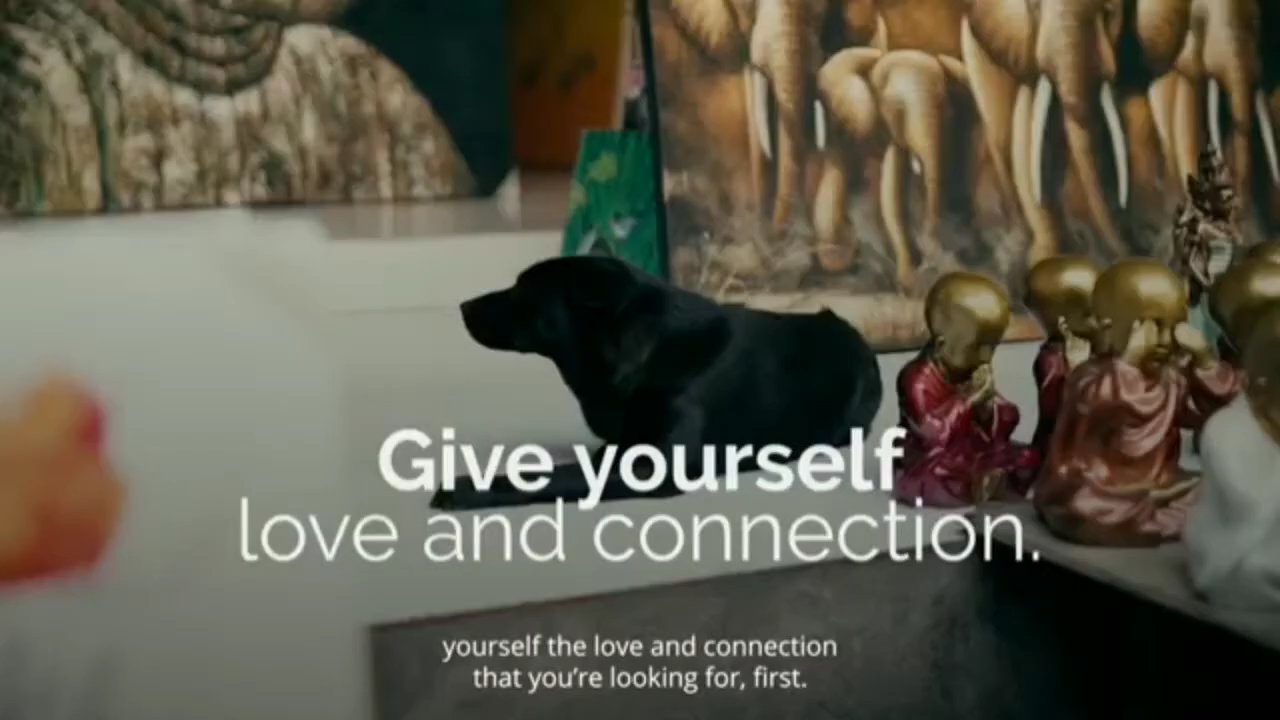 Give yourself
love and connection.
yourself the love and connection
that you’re looking for, first.